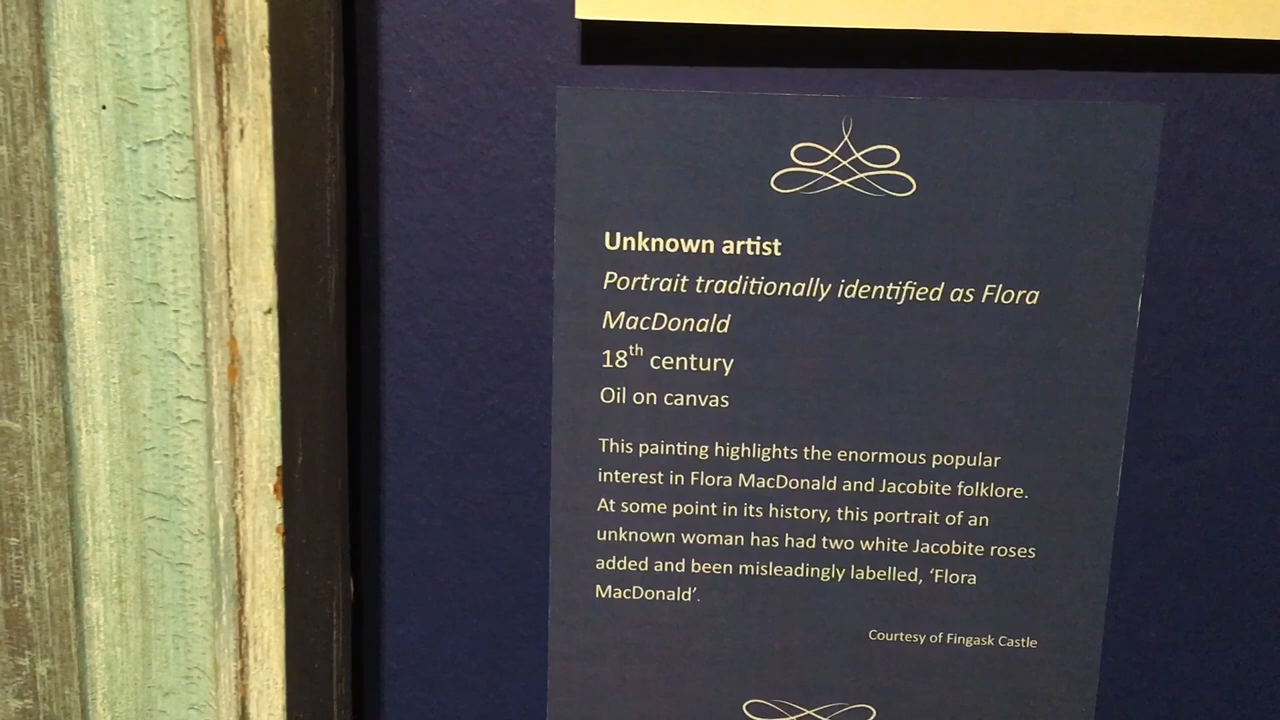 Unknown artist
Portrait traditionally identified as Flora
MacDonald
18th century
Oil on canvas
This painting highlights the enormous popular
interest in Flora MacDonald and Jacobite folklore.
At some point in its history, this portrait of an
unknown woman has had two white Jacobite roses
added and been misleadingly labelled, ‘Flora
MacDonald’.
Courtesy of Fingask Castle